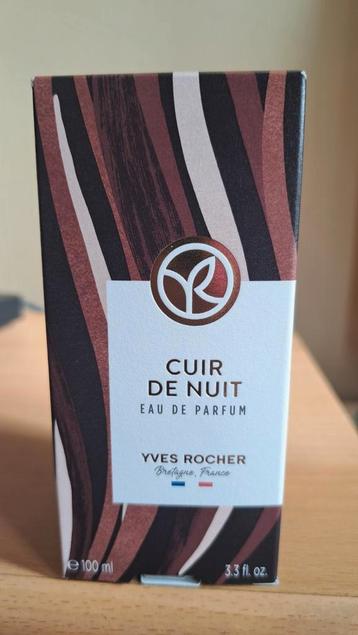 CUIR
DE NUIT
EAU DE PARFUM
YVES ROCHER
Bretagne, France
e 100 ml
3.3 fl. oz.